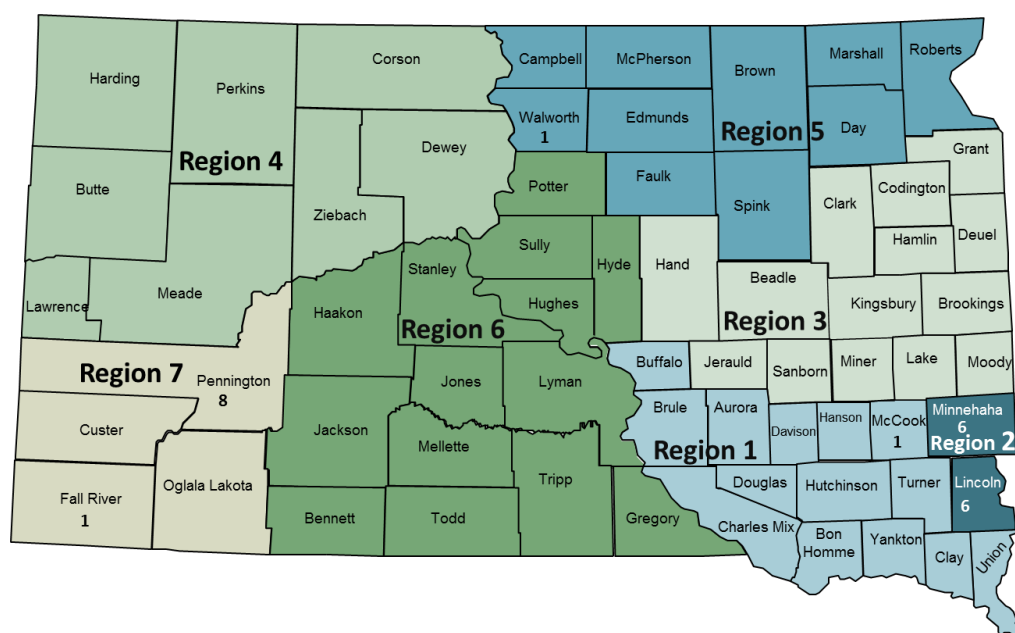 Harding
Perkins
Corson
Campbell
McPherson
Brown
Marshall
Roberts
Walworth
1
Edmunds
Region 5
Day
Region 4
Dewey
Grant
Butte
Potter
Faulk
Spink
Clark
Codington
Ziebach
Sully
Hamlin
Deuel
Lawrence
Meade
Stanley
Hyde
Hand
Beadle
Haakon
Hughes
Kingsbury
Brookings
Region 6
Region 3
Region 7
Pennington
8
Jones
Lyman
Buffalo
Jerauld
Sanborn
Miner
Lake
Moody
Custer
Jackson
Mellette
Brule
Aurora
Davison
Hanson
McCook
1
Minnehaha
6
Region 2
Region 1
Fall River
1
Oglala Lakota
Tripp
Douglas
Hutchinson
Turner
Lincoln
6
Bennett
Todd
Gregory
Charles Mix
Bon
Homme
Yankton
Clay
Union